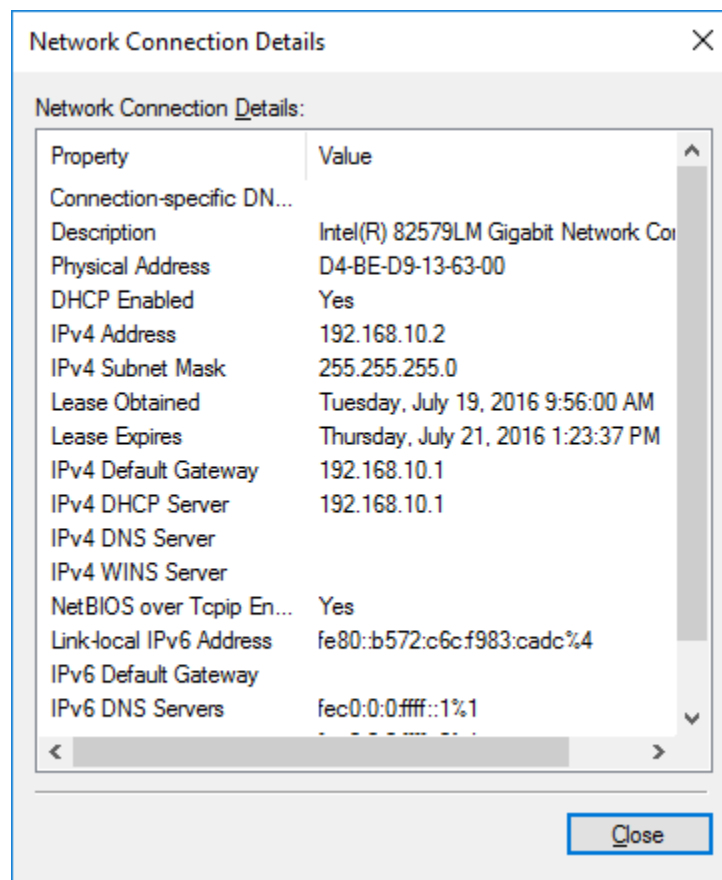 Network Connection Details
Network Connection Details:
Property Value
Connection-specific DN...
Description Intel(R) 82579LM Gigabit Network Cor
Physical Address D4-BE-D9-13-63-00
DHCP Enabled Yes
IPv4 Address 192.168.10.2
IPv4 Subnet Mask 255.255.255.0
Lease Obtained Tuesday, July 19, 2016 9:56:00 AM
Lease Expires Thursday, July 21, 2016 1:23:37 PM
IPv4 Default Gateway 192.168.10.1
IPv4 DHCP Server 192.168.10.1
IPv4 DNS Server
IPv4 WINS Server
NetBIOS over Tcpip En... Yes
Link-local IPv6 Address fe80::b572:c6c:f983:cadc%4
IPv6 Default Gateway
IPv6 DNS Servers fec0:0:0:ffff::1%1
Close